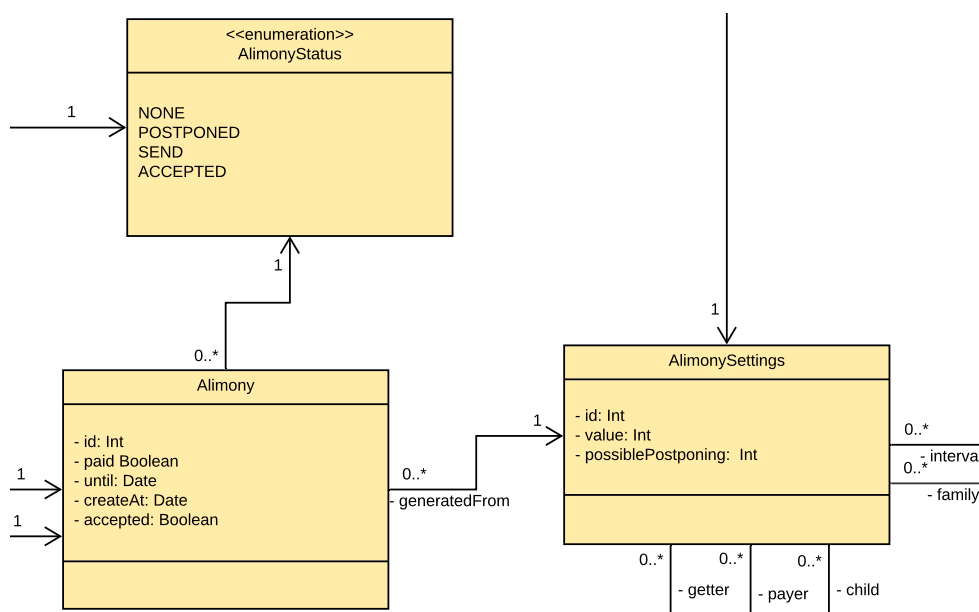 <<enumeration>>
AlimonyStatus
1
NONE
POSTPONED
SEND
ACCEPTED
1
1
0..*
Alimony
AlimonySettings
- id: Int
- paid Boolean
- until: Date
- createAt: Date
- accepted: Boolean
1
1
0..*
- generatedFrom
1
- id: Int
- value: Int
- possiblePostponing: Int
0..*
- interva
0..*
- family
0..*
- getter
0..*
- payer
0..*
- child